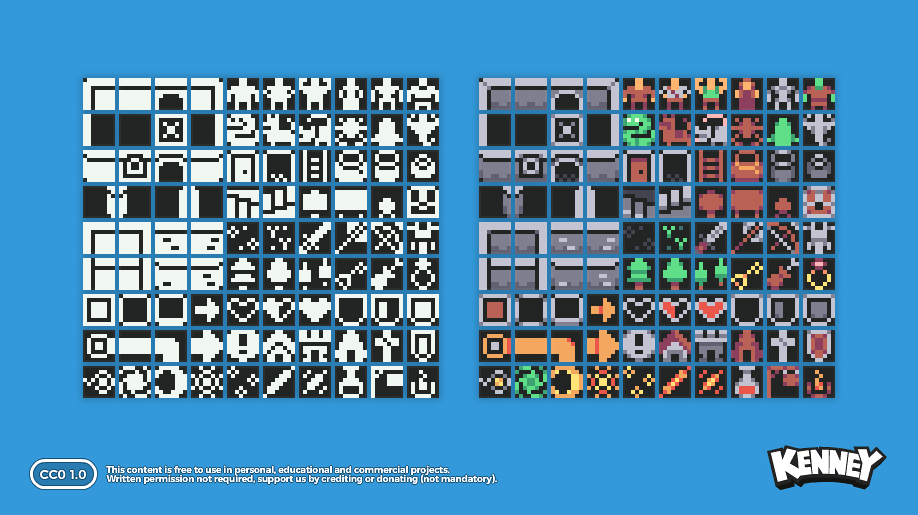 CC0 1.0
This content is free to use in personal, educational and commercial projects.
Written permission not required, support us by crediting or donating (not mandatory).
KENNEY